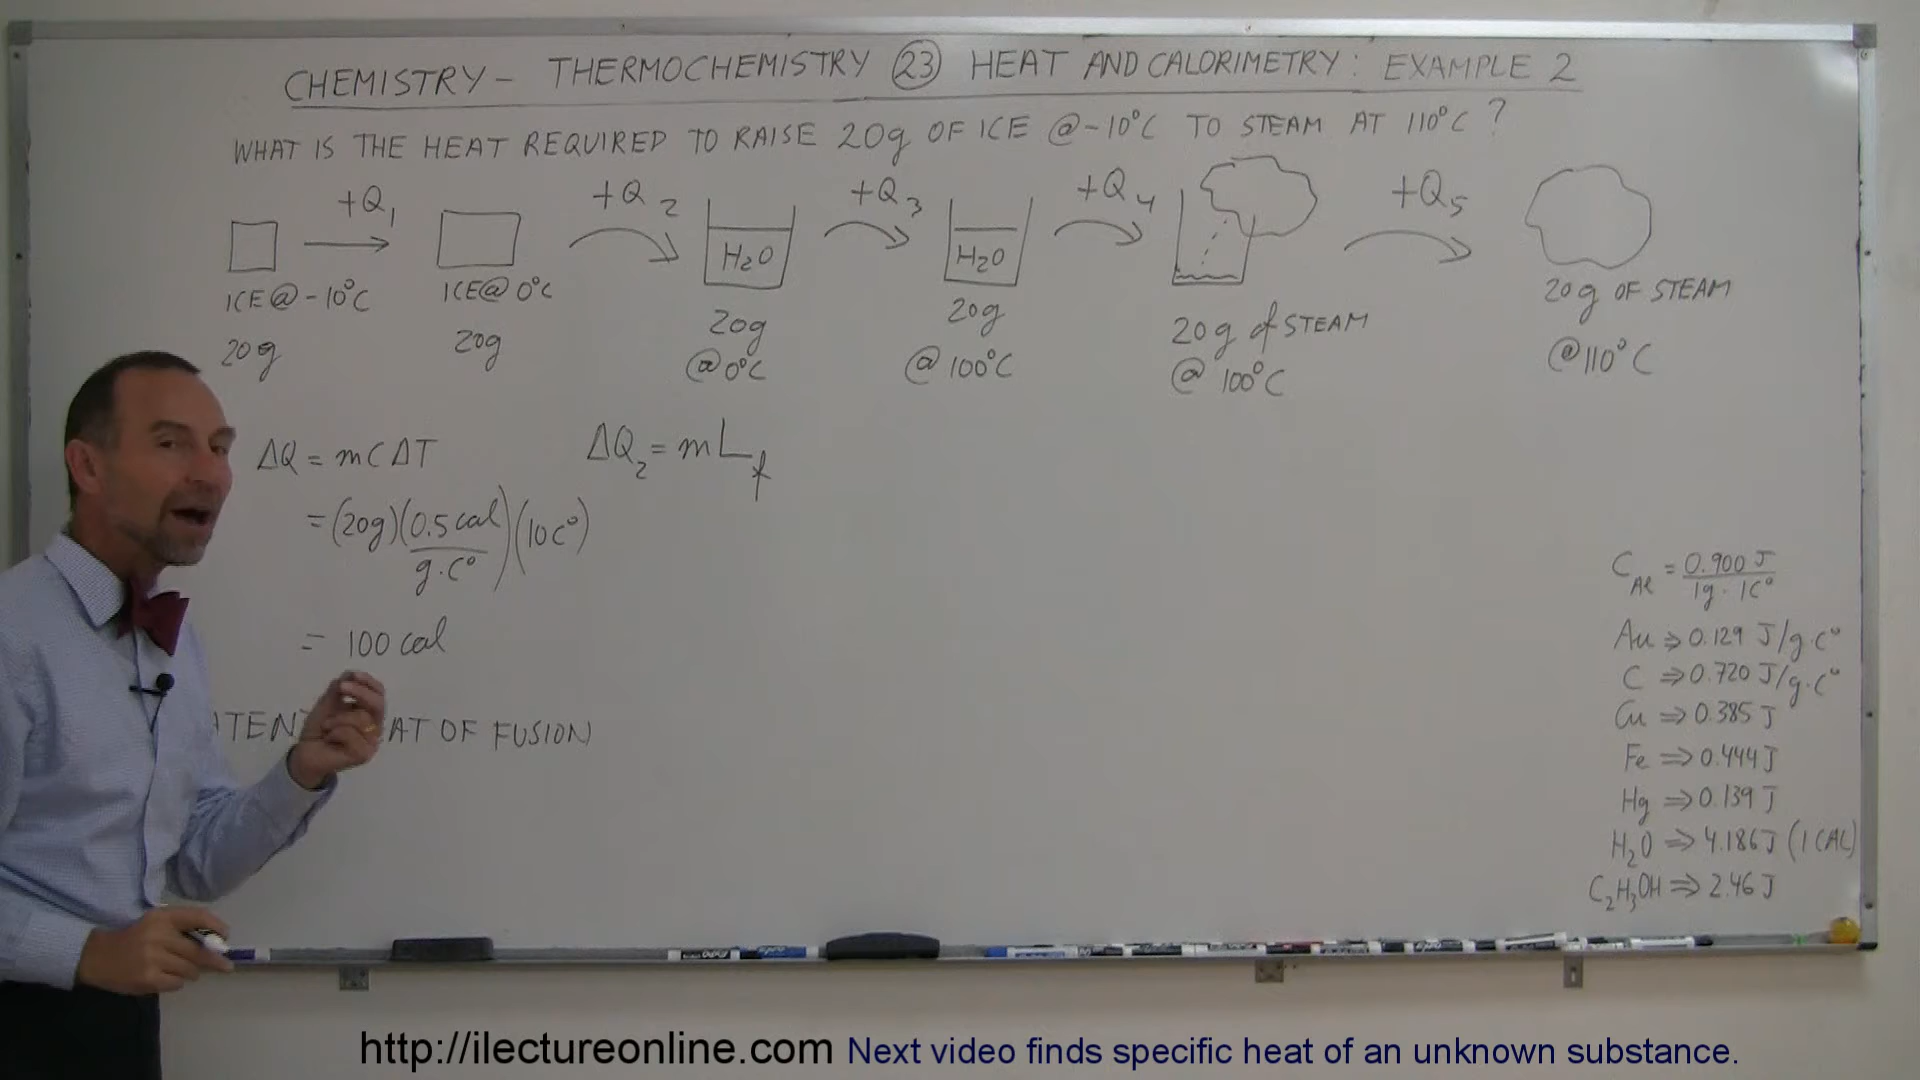 CHEMISTRY – THERMOCHEMISTRY 23 HEAT AND CALORIMETRY: EXAMPLE 2
WHAT IS THE HEAT REQUIRED TO RAISE 20g OF ICE @ -10°C TO STEAM AT 110°C?
+Q1 +Q2 +Q3 +Q4 +Q5
H2O H2O
ICE @ -10°C ICE @ 0°C
20g 20g
20g
@ 0°C
20g
@ 100°C
20g of STEAM
@ 100°C
20g OF STEAM
@ 110°C
ΔQ = mCΔT
= (20g)(0.5 cal/g·C°)(10C°)
= 100 cal
ΔQ2 = mLf
OF FUSION
CAl = 0.900 J/1g·1C°
Au ⇒ 0.129 J/g·C°
C ⇒ 0.720 J/g·C°
Cu ⇒ 0.385 J
Fe ⇒ 0.444 J
Hg ⇒ 0.139 J
H2O ⇒ 4.186 J (1 CAL)
C2H3OH ⇒ 2.46 J
http://ilectureonline.com Next video finds specific heat of an unknown substance.